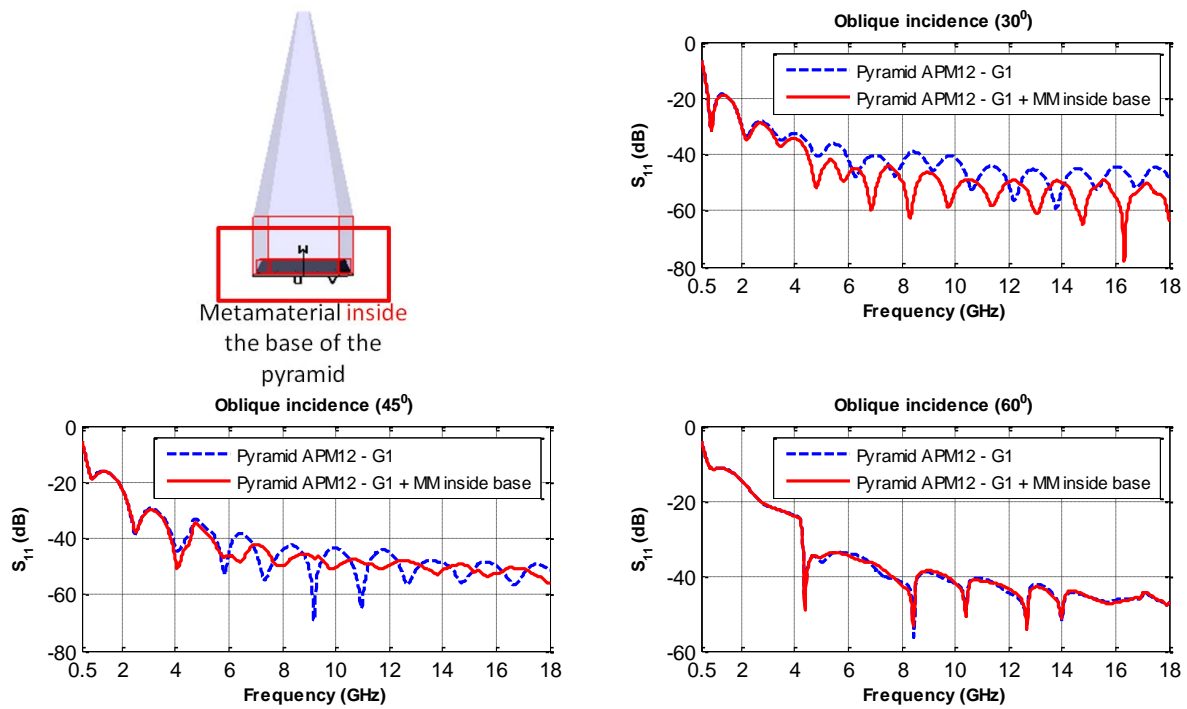 W
U V
Metamaterial inside
the base of the
pyramid
Oblique incidence (30⁰)
Pyramid APM12 - G1
Pyramid APM12 - G1 + MM inside base
S₁₁ (dB)
0
-20
-40
-60
-80
0.5 2 4 6 8 10 12 14 16 18
Frequency (GHz)
Oblique incidence (45⁰)
Pyramid APM12 - G1
Pyramid APM12 - G1 + MM inside base
S₁₁ (dB)
0
-20
-40
-60
-80
0.5 2 4 6 8 10 12 14 16 18
Frequency (GHz)
Oblique incidence (60⁰)
Pyramid APM12 - G1
Pyramid APM12 - G1 + MM inside base
S₁₁ (dB)
0
-20
-40
-60
0.5 2 4 6 8 10 12 14 16 18
Frequency (GHz)